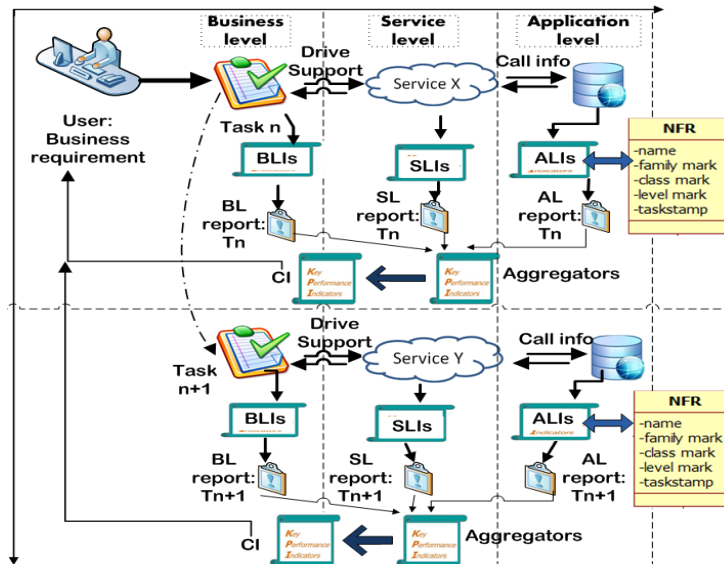 Business
level
Service
level
Application
level
Drive
Support
Service X
Call info
User:
Business
requirement
Task n
BLIs
SLIs
ALIs
Indicators
NFR
-name
-family mark
-class mark
-level mark
-taskstamp
BL
report:
Tn
SL
report:
Tn
AL
report:
Tn
CI
Key
Performance
Indicators
Key
Performance
Indicators
Aggregators
Drive
Support
Service Y
Call info
Task
n+1
BLIs
SLIs
ALIs
Indicators
NFR
-name
-family mark
-class mark
-level mark
-taskstamp
BL
report:
Tn+1
SL
report:
Tn+1
AL
report:
Tn+1
CI
Key
Performance
Indicators
Key
Performance
Indicators
Aggregators